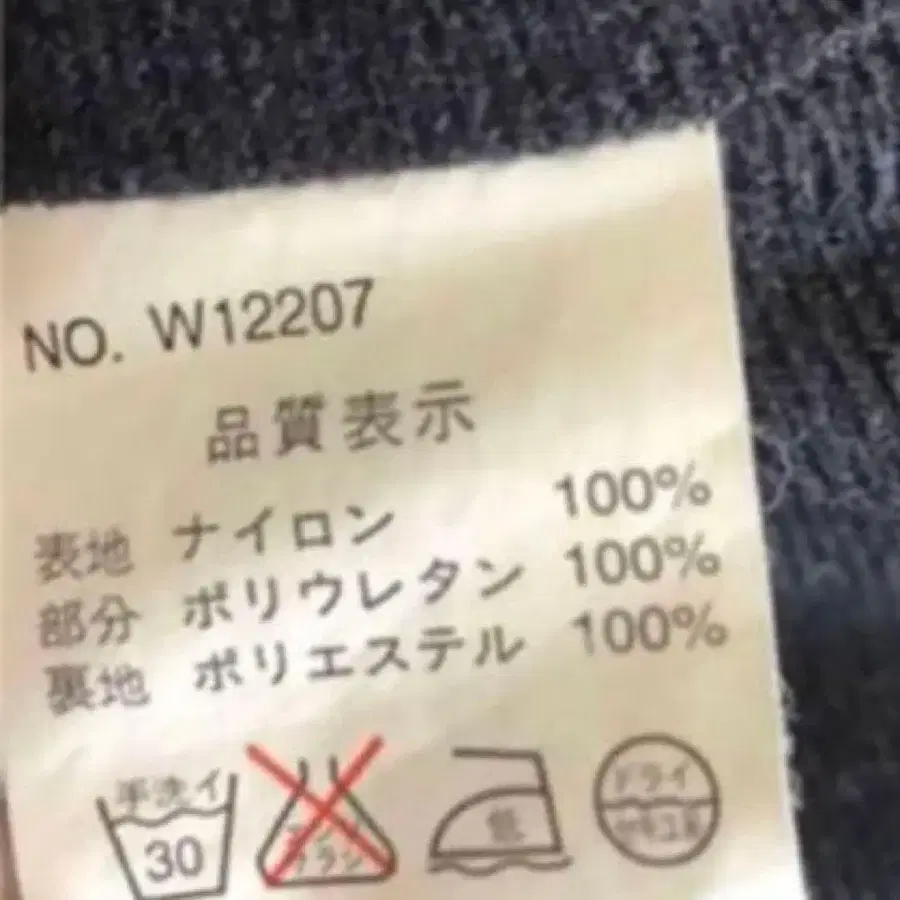 NO. W12207
品質表示
表地 ナイロン 100%
部分 ポリウレタン 100%
裏地 ポリエステル 100%
手洗イ
30
低
ドライ